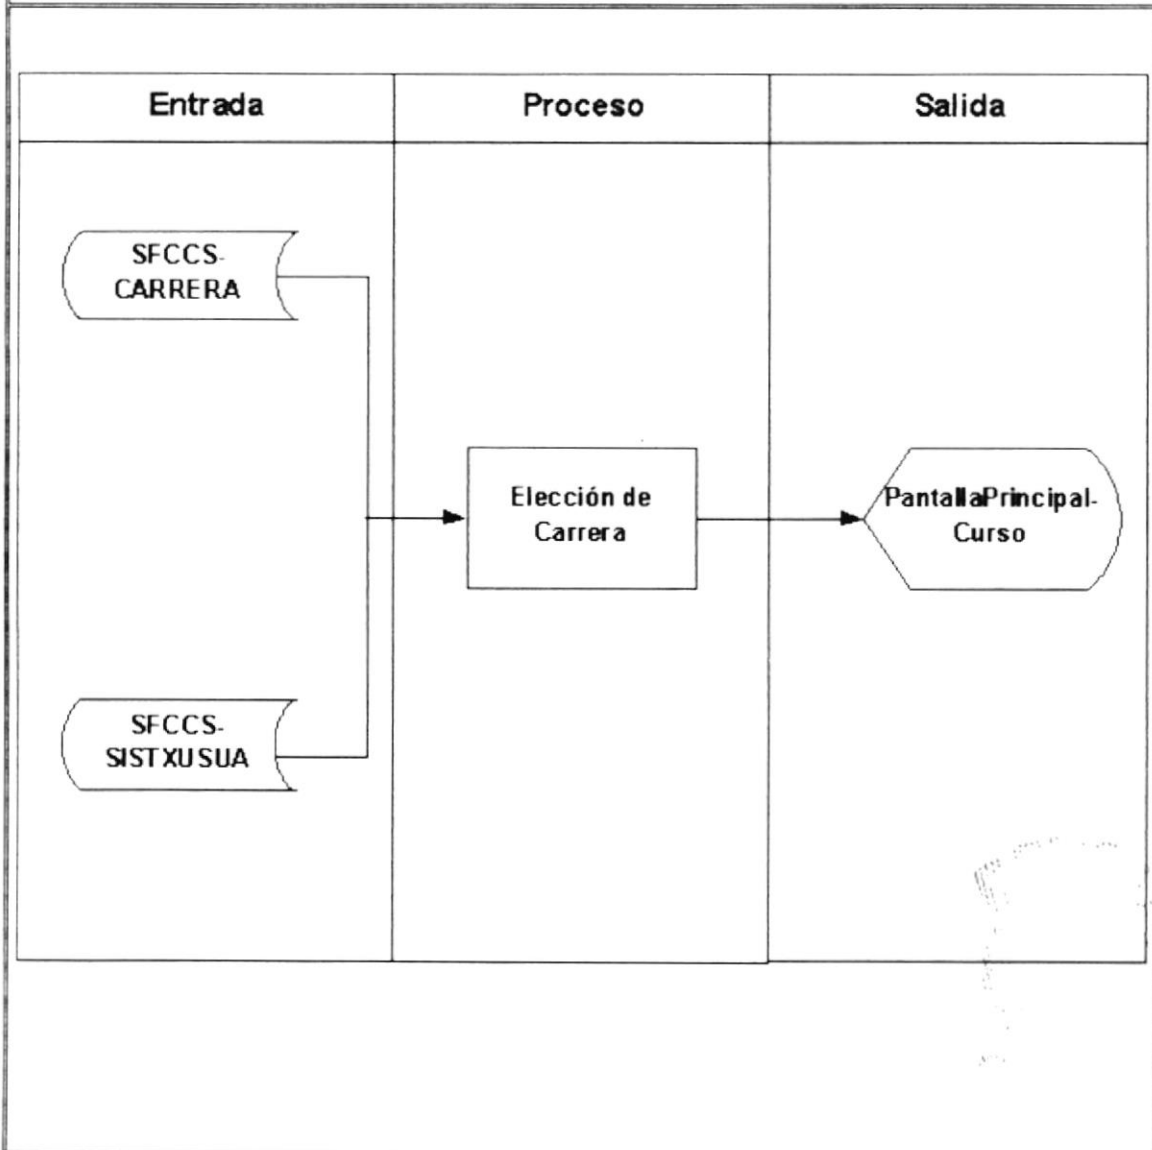 Entrada
Proceso
Salida
SFCCS-
CARRERA
Elección de
Carrera
PantallaPrincipal-
Curso
SFCCS-
SISTXUSUA